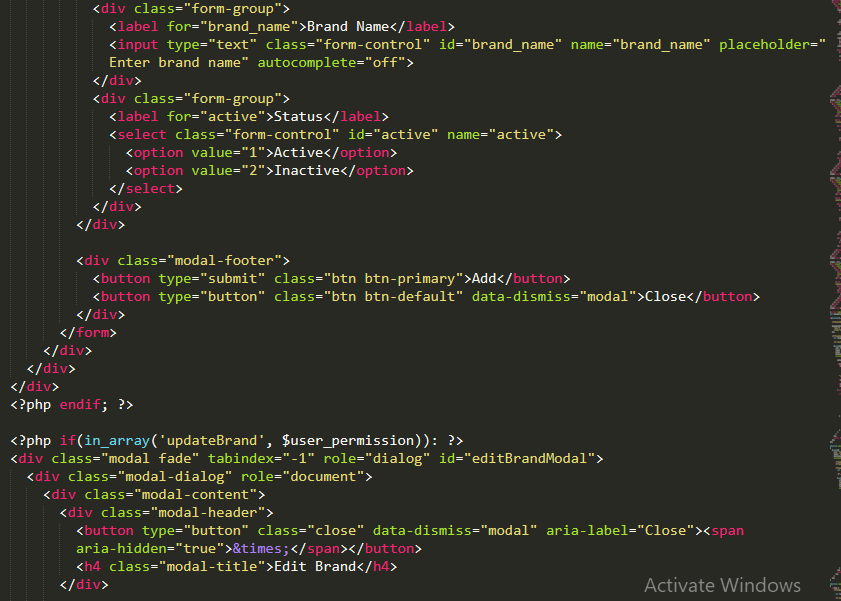 <div class="form-group">
<label for="brand_name">Brand Name</label>
<input type="text" class="form-control" id="brand_name" name="brand_name" placeholder="
Enter brand name" autocomplete="off">
</div>
<div class="form-group">
<label for="active">Status</label>
<select class="form-control" id="active" name="active">
<option value="1">Active</option>
<option value="2">Inactive</option>
</select>
</div>
</div>
<div class="modal-footer">
<button type="submit" class="btn btn-primary">Add</button>
<button type="button" class="btn btn-default" data-dismiss="modal">Close</button>
</div>
</form>
</div>
</div>
</div>
<?php endif; ?>
<?php if(in_array('updateBrand', $user_permission)): ?>
<div class="modal fade" tabindex="-1" role="dialog" id="editBrandModal">
<div class="modal-dialog" role="document">
<div class="modal-content">
<div class="modal-header">
<button type="button" class="close" data-dismiss="modal" aria-label="Close"><span
aria-hidden="true">&times;</span></button>
<h4 class="modal-title">Edit Brand</h4>
</div>
Activate Windows